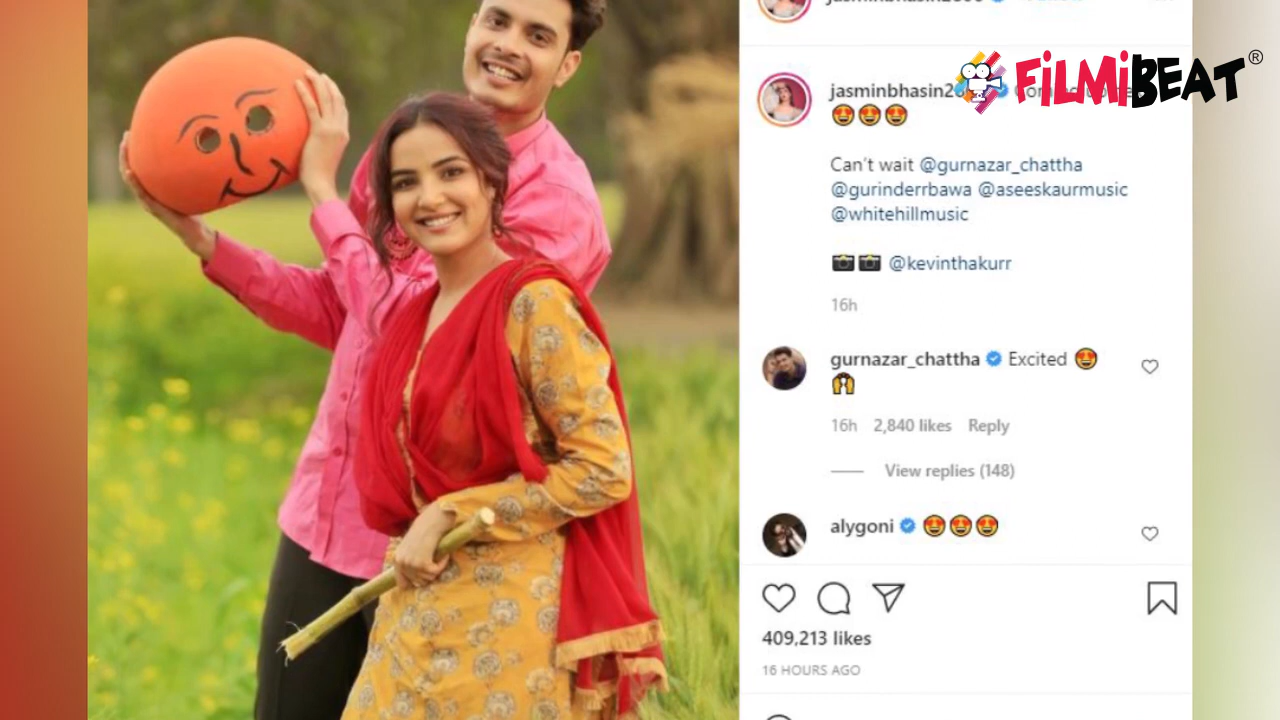 FiLMiBEAT®
jasminbhasin2
😍😍😍
Can't wait @gurnazar_chattha
@gurinderrbawa @aseeskaurmusic
@whitehillmusic
📷📷 @kevinthakurr
16h
gurnazar_chattha Excited 😍
🙌
16h 2,840 likes Reply
View replies (148)
alygoni 😍😍😍
409,213 likes
16 HOURS AGO